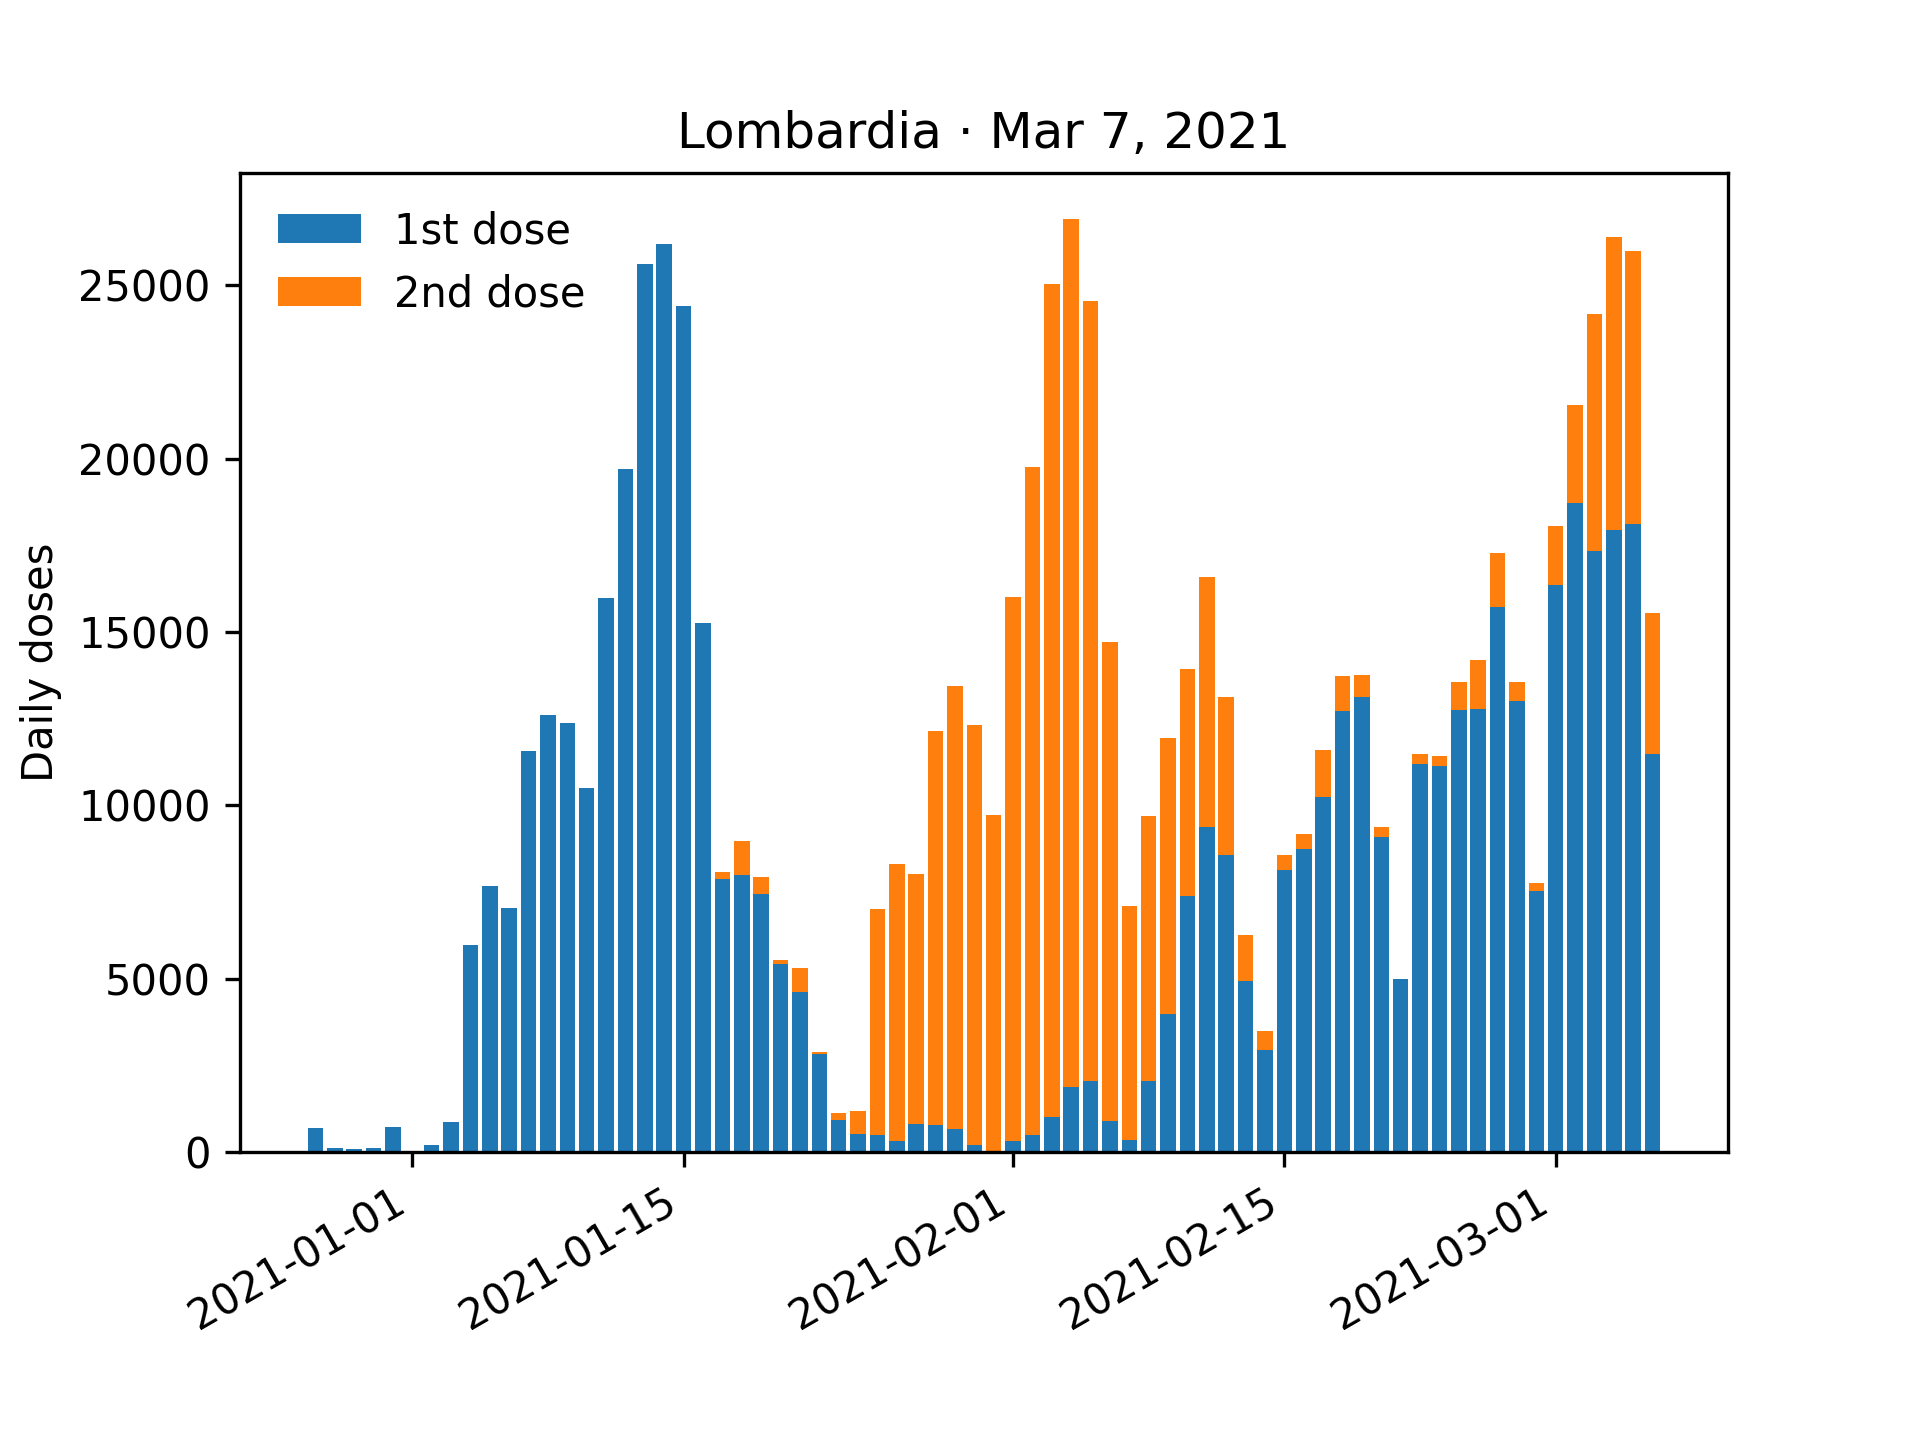 Lombardia · Mar 7, 2021
1st dose
2nd dose
25000
20000
15000
10000
5000
0
Daily doses
2021-01-01
2021-01-15
2021-02-01
2021-02-15
2021-03-01